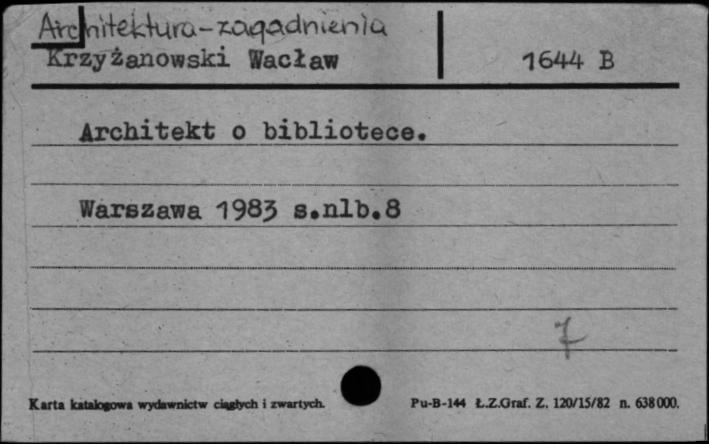 Architektura-zagadnienia
Krzyżanowski Wacław
1644 B
Architekt o bibliotece.
Warszawa 1983 s.nlb.8
7
Karta katalogowa wydawnictw ciągłych i zwartych.
Pu-B-144 Ł.Z.Graf. Z. 120/15/82 n. 638000.